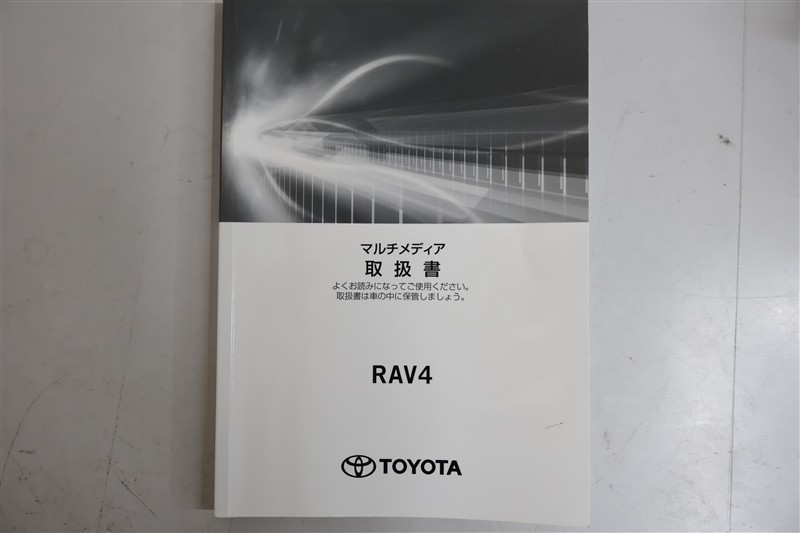 マルチメディア
取扱書
よくお読みになってご使用ください。
取扱書は車の中に保管しましょう。
RAV4
TOYOTA